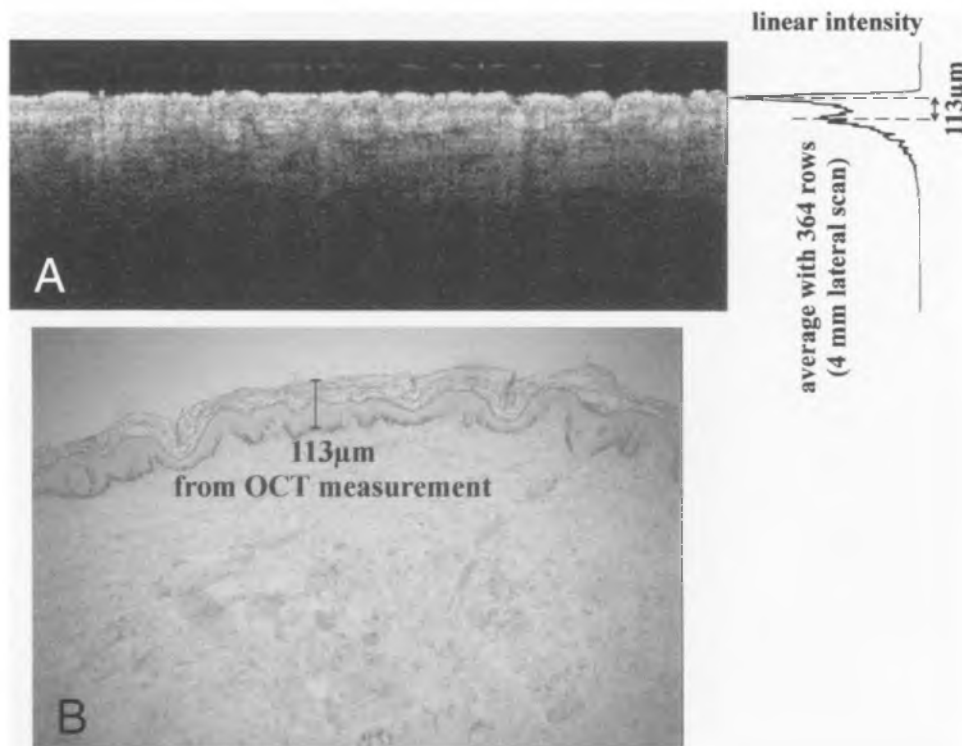 linear intensity
113µm
A
average with 364 rows
(4 mm lateral scan)
113µm
from OCT measurement
B